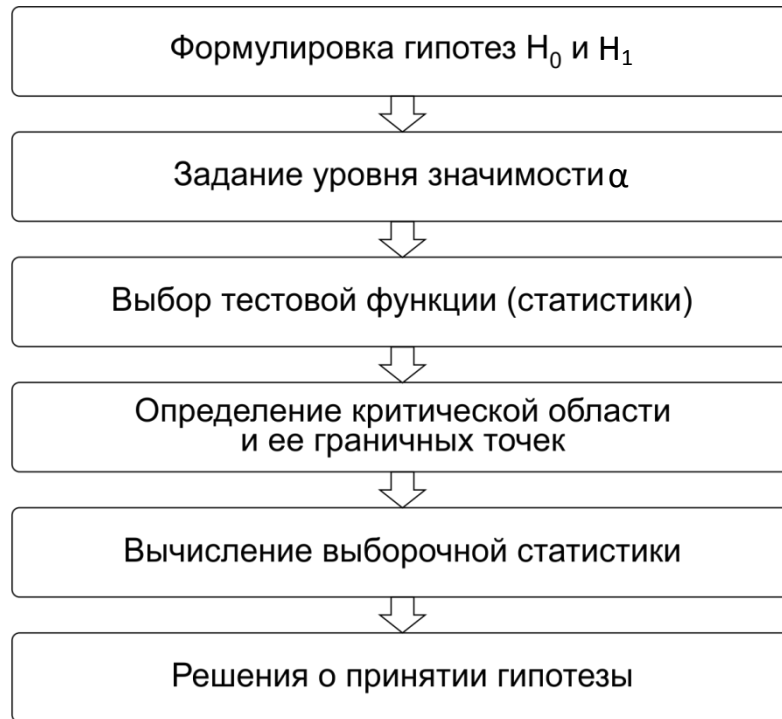 Формулировка гипотез H₀ и H₁
Задание уровня значимости α
Выбор тестовой функции (статистики)
Определение критической области
и ее граничных точек
Вычисление выборочной статистики
Решения о принятии гипотезы